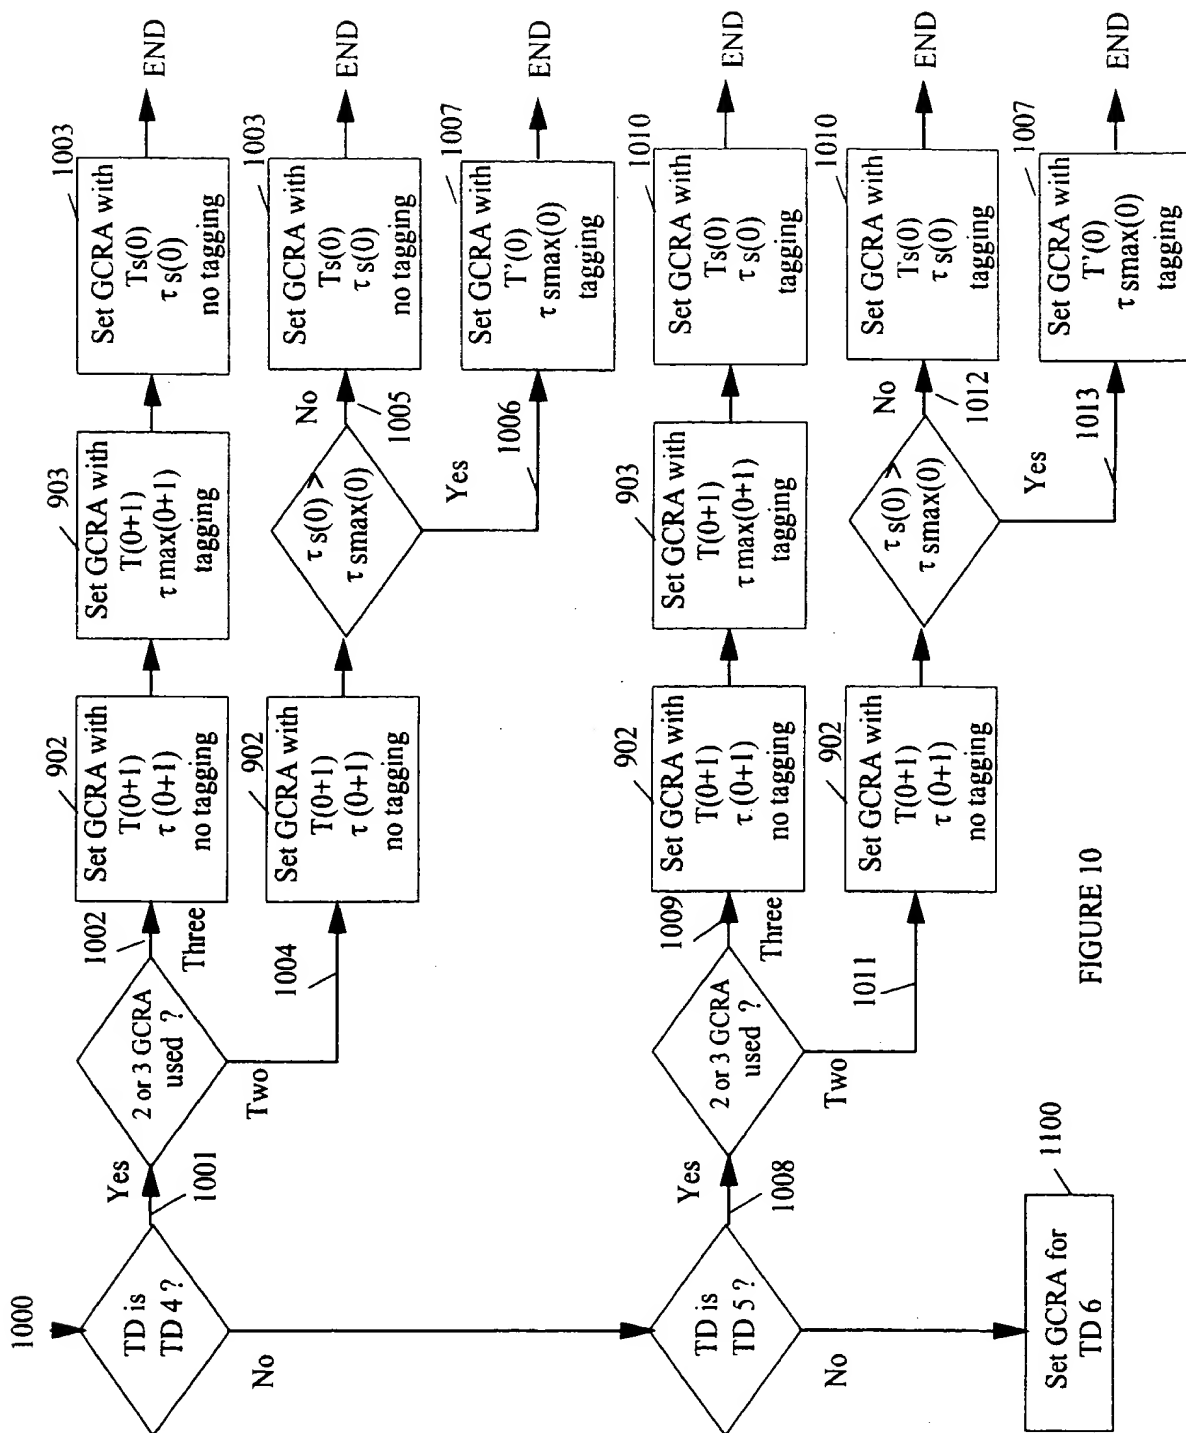 1000
TD is
TD 4 ?
Yes
1001
No
2 or 3 GCRA
used ?
1002
Three
Two
1004
902
Set GCRA with
T(0+1)
τ (0+1)
no tagging
903
Set GCRA with
T(0+1)
τ max(0+1)
tagging
1003
Set GCRA with
Ts(0)
τ s(0)
no tagging
END
902
Set GCRA with
T(0+1)
τ (0+1)
no tagging
τ s(0) >
τ smax(0)
No
1005
Yes
1006
1003
Set GCRA with
Ts(0)
τ s(0)
no tagging
END
1007
Set GCRA with
T'(0)
τ smax(0)
tagging
END
TD is
TD 5 ?
Yes
1008
No
2 or 3 GCRA
used ?
1009
Three
Two
1011
902
Set GCRA with
T(0+1)
τ (0+1)
no tagging
903
Set GCRA with
T(0+1)
τ max(0+1)
tagging
1010
Set GCRA with
Ts(0)
τ s(0)
tagging
END
902
Set GCRA with
T(0+1)
τ (0+1)
no tagging
τ s(0) >
τ smax(0)
No
1012
Yes
1013
1010
Set GCRA with
Ts(0)
τ s(0)
tagging
END
1007
Set GCRA with
T'(0)
τ smax(0)
tagging
END
1100
Set GCRA for
TD 6
FIGURE 10